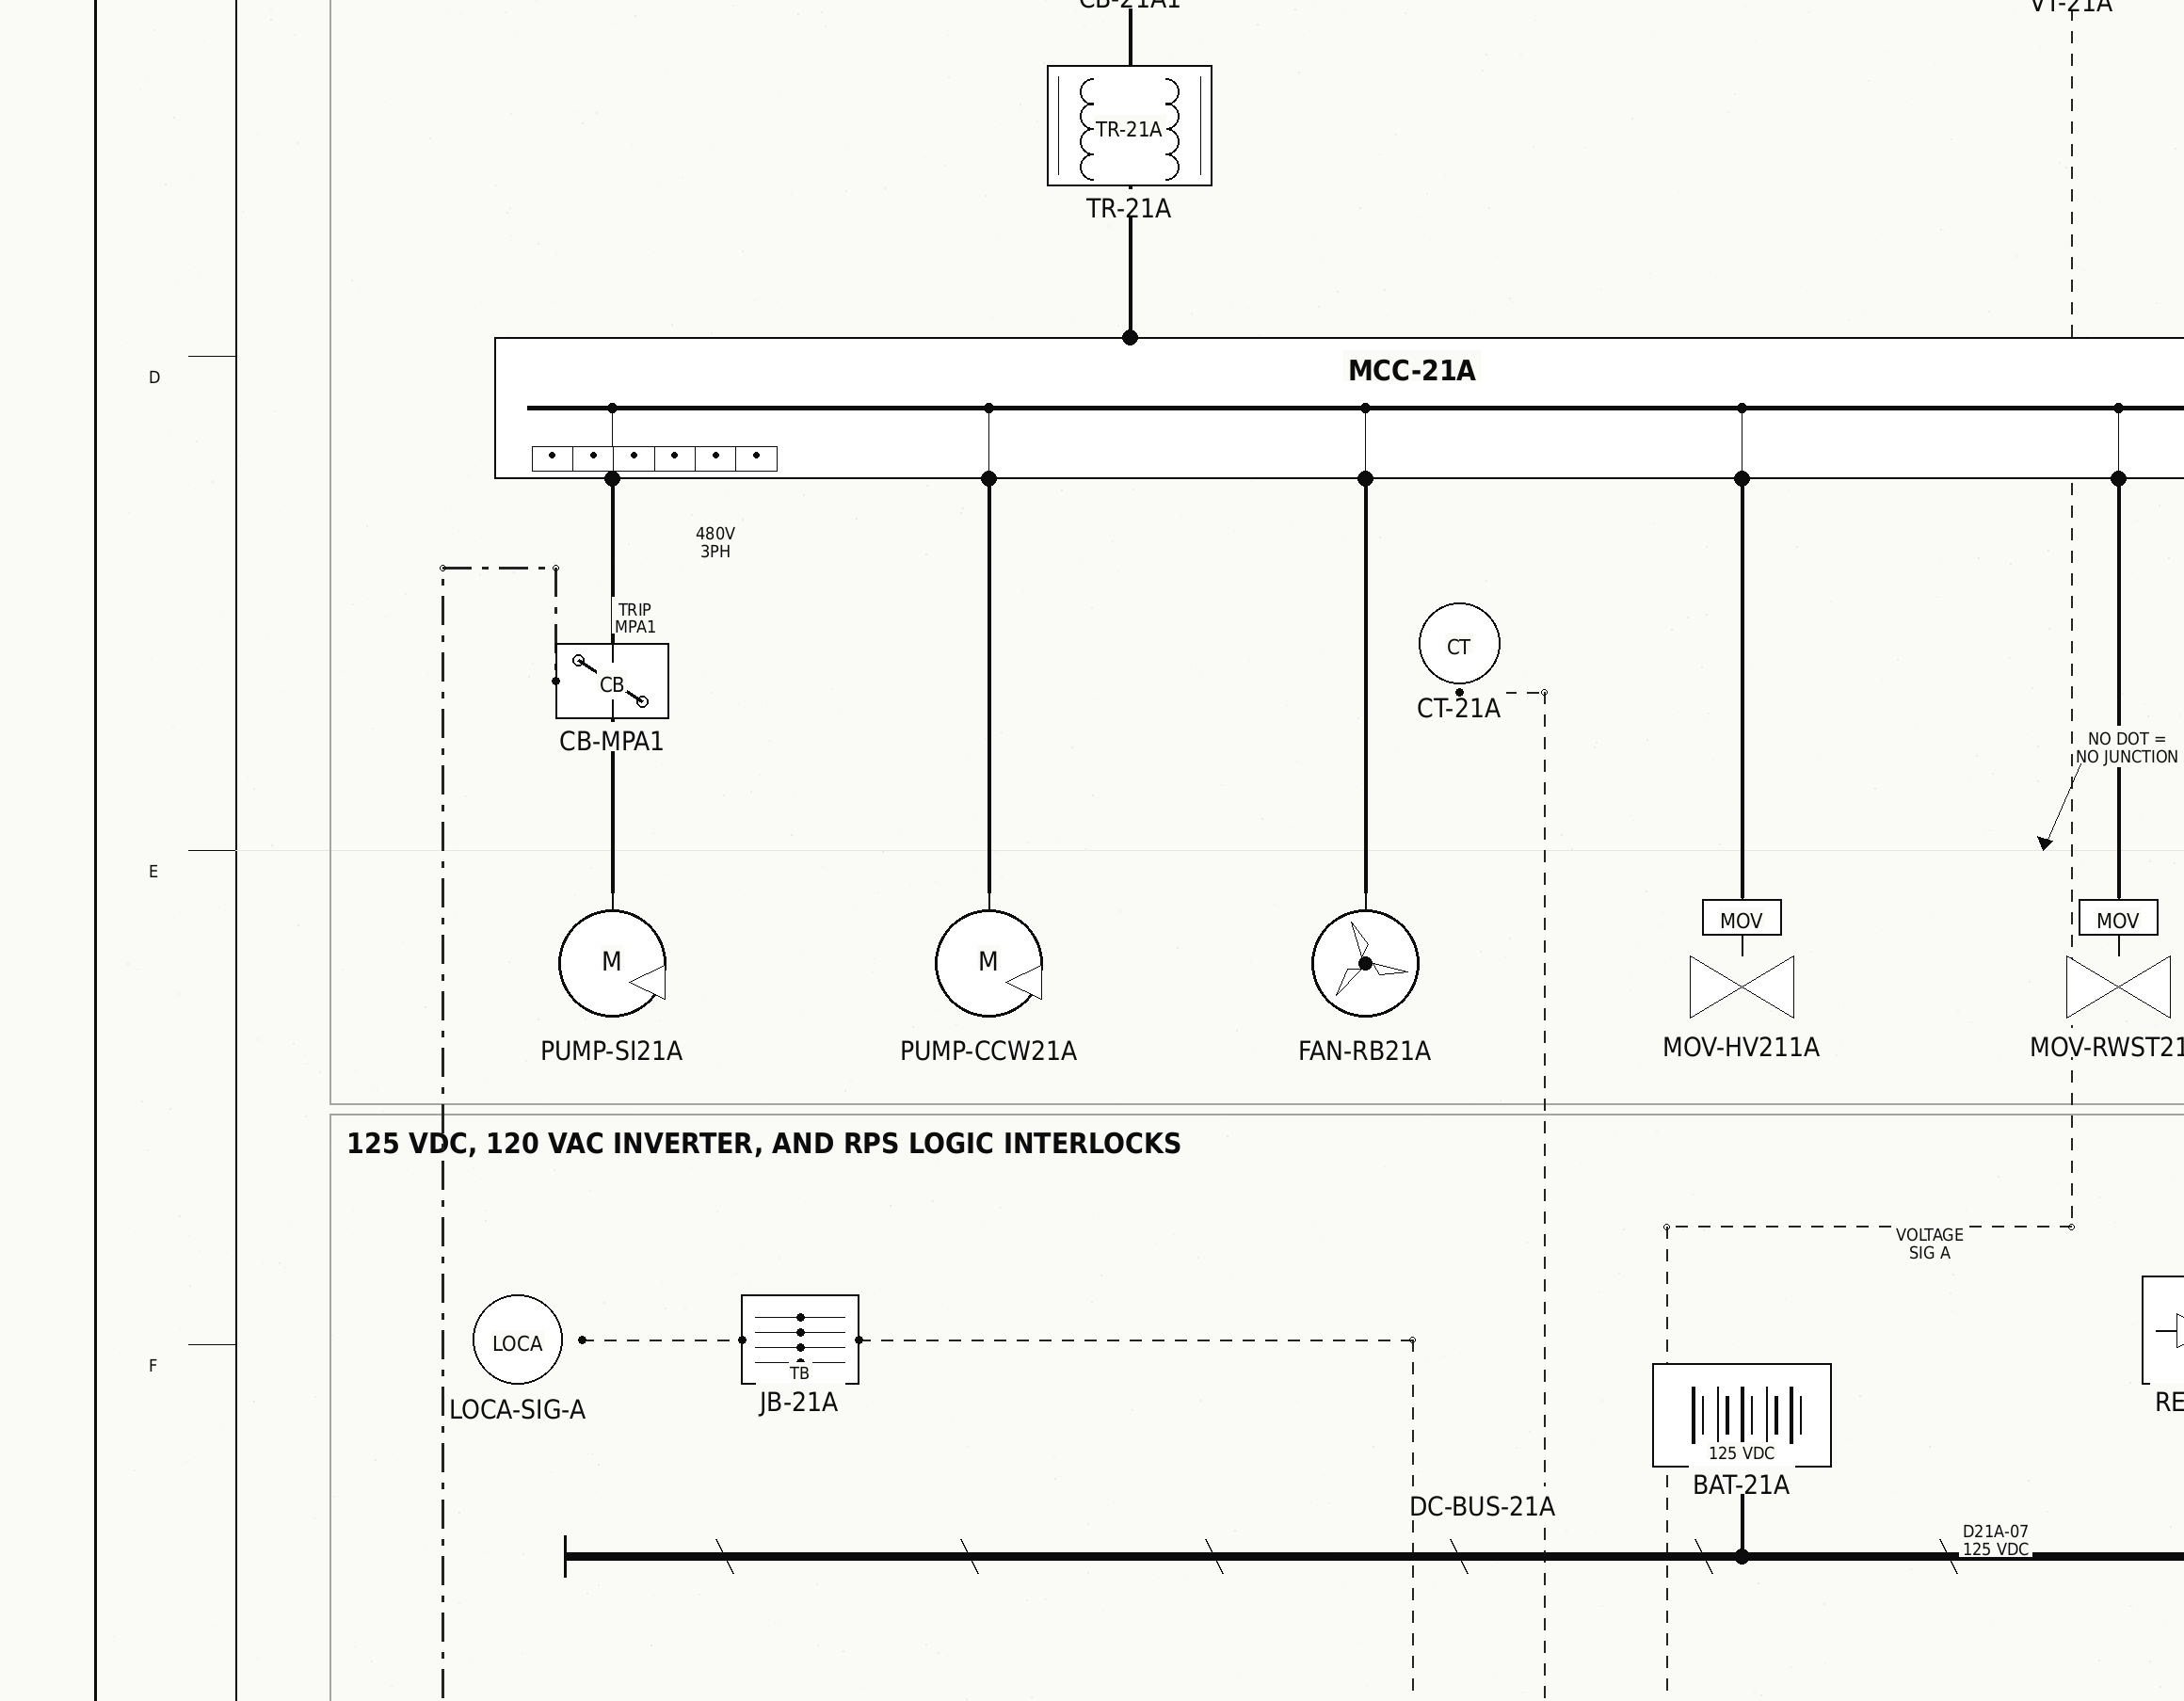 CB-21A1
VT-21A
TR-21A
TR-21A
D
MCC-21A
480V
3PH
TRIP
MPA1
CB
CB-MPA1
CT
CT-21A
NO DOT =
NO JUNCTION
E
MOV
MOV
M
M
PUMP-SI21A
PUMP-CCW21A
FAN-RB21A
MOV-HV211A
MOV-RWST21
125 VDC, 120 VAC INVERTER, AND RPS LOGIC INTERLOCKS
VOLTAGE
SIG A
LOCA
F
TB
LOCA-SIG-A
JB-21A
RE
125 VDC
BAT-21A
DC-BUS-21A
D21A-07
125 VDC